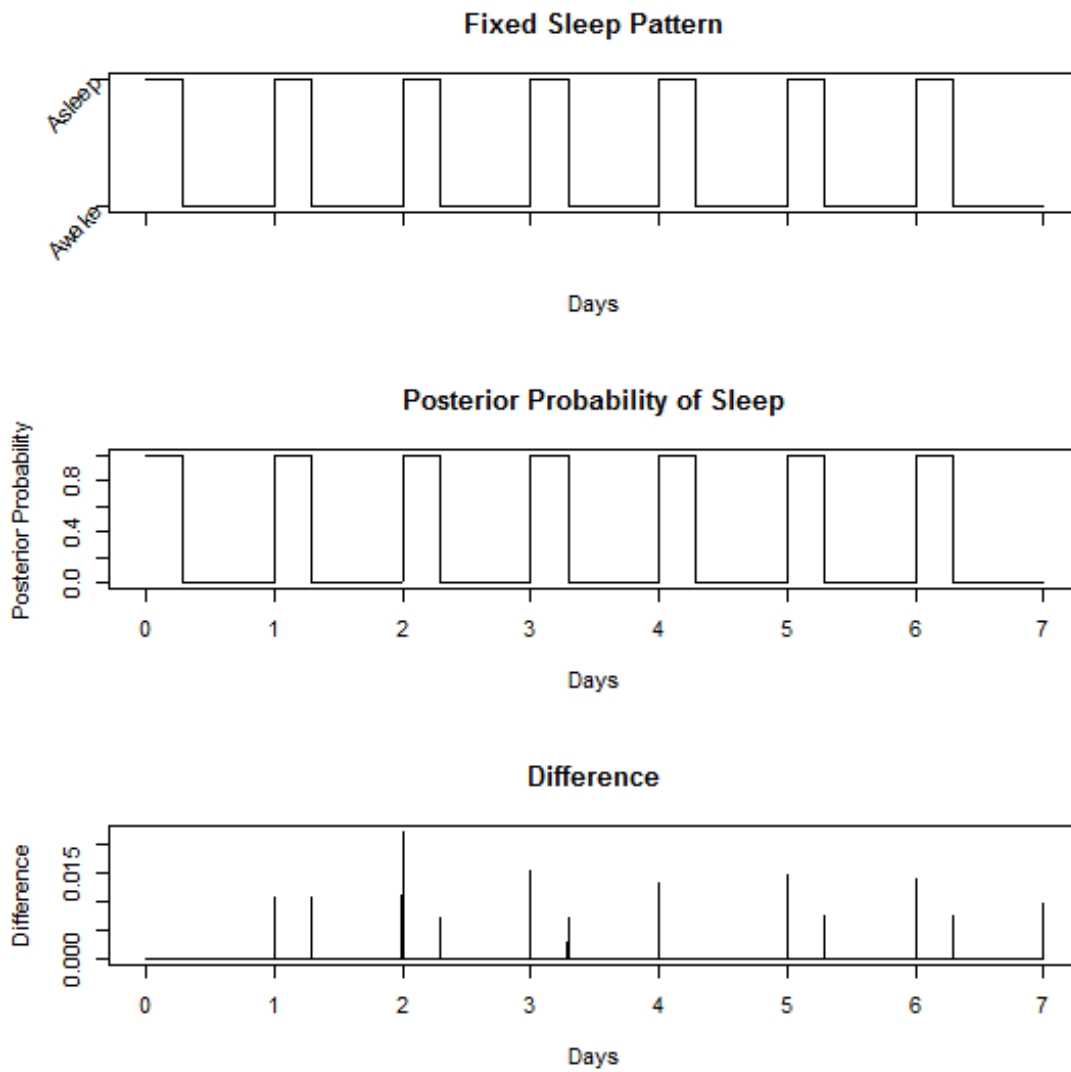 Fixed Sleep Pattern
Asleep
Awake
Days
Posterior Probability of Sleep
Posterior Probability
0.8
0.4
0.0
0 1 2 3 4 5 6 7
Days
Difference
Difference
0.015
0.000
0 1 2 3 4 5 6 7
Days